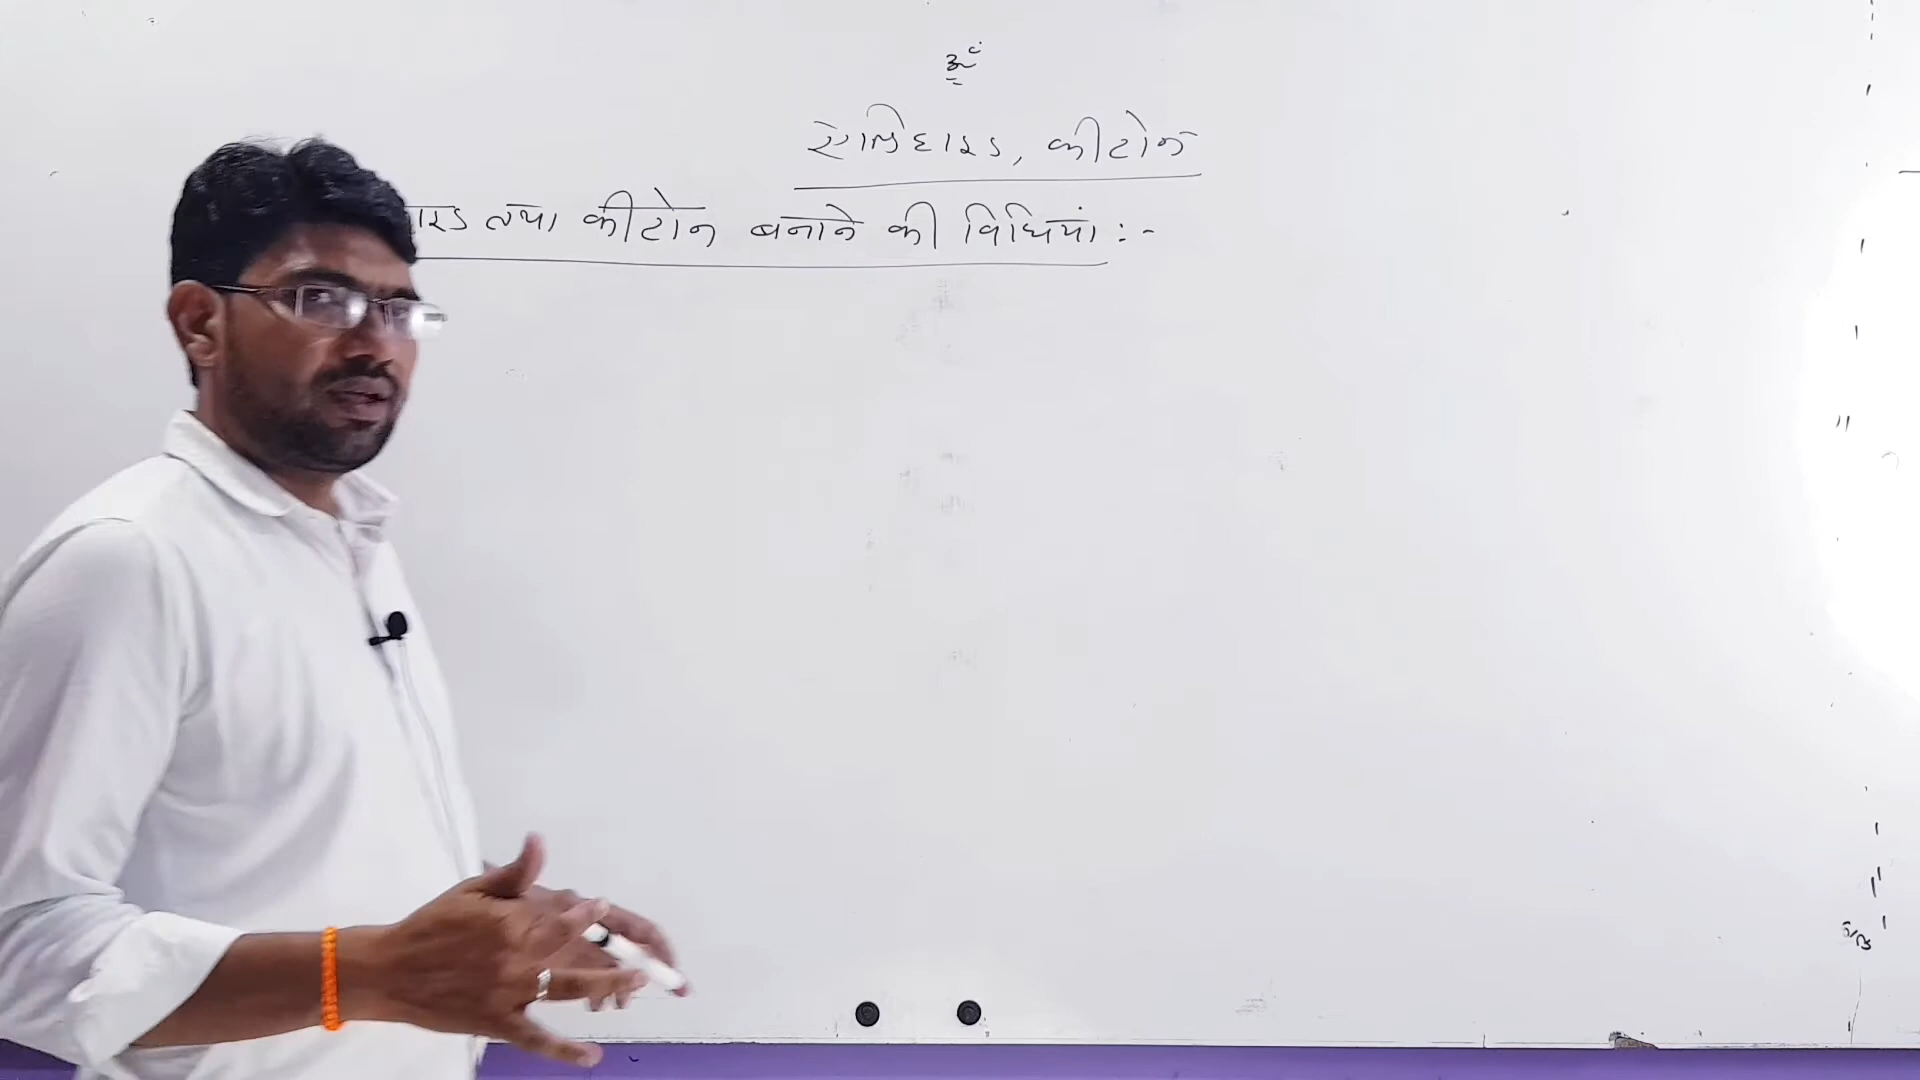 ॐ
एल्डिहाइड, कीटोन
तथा कीटोन बनाने की विधियां :-